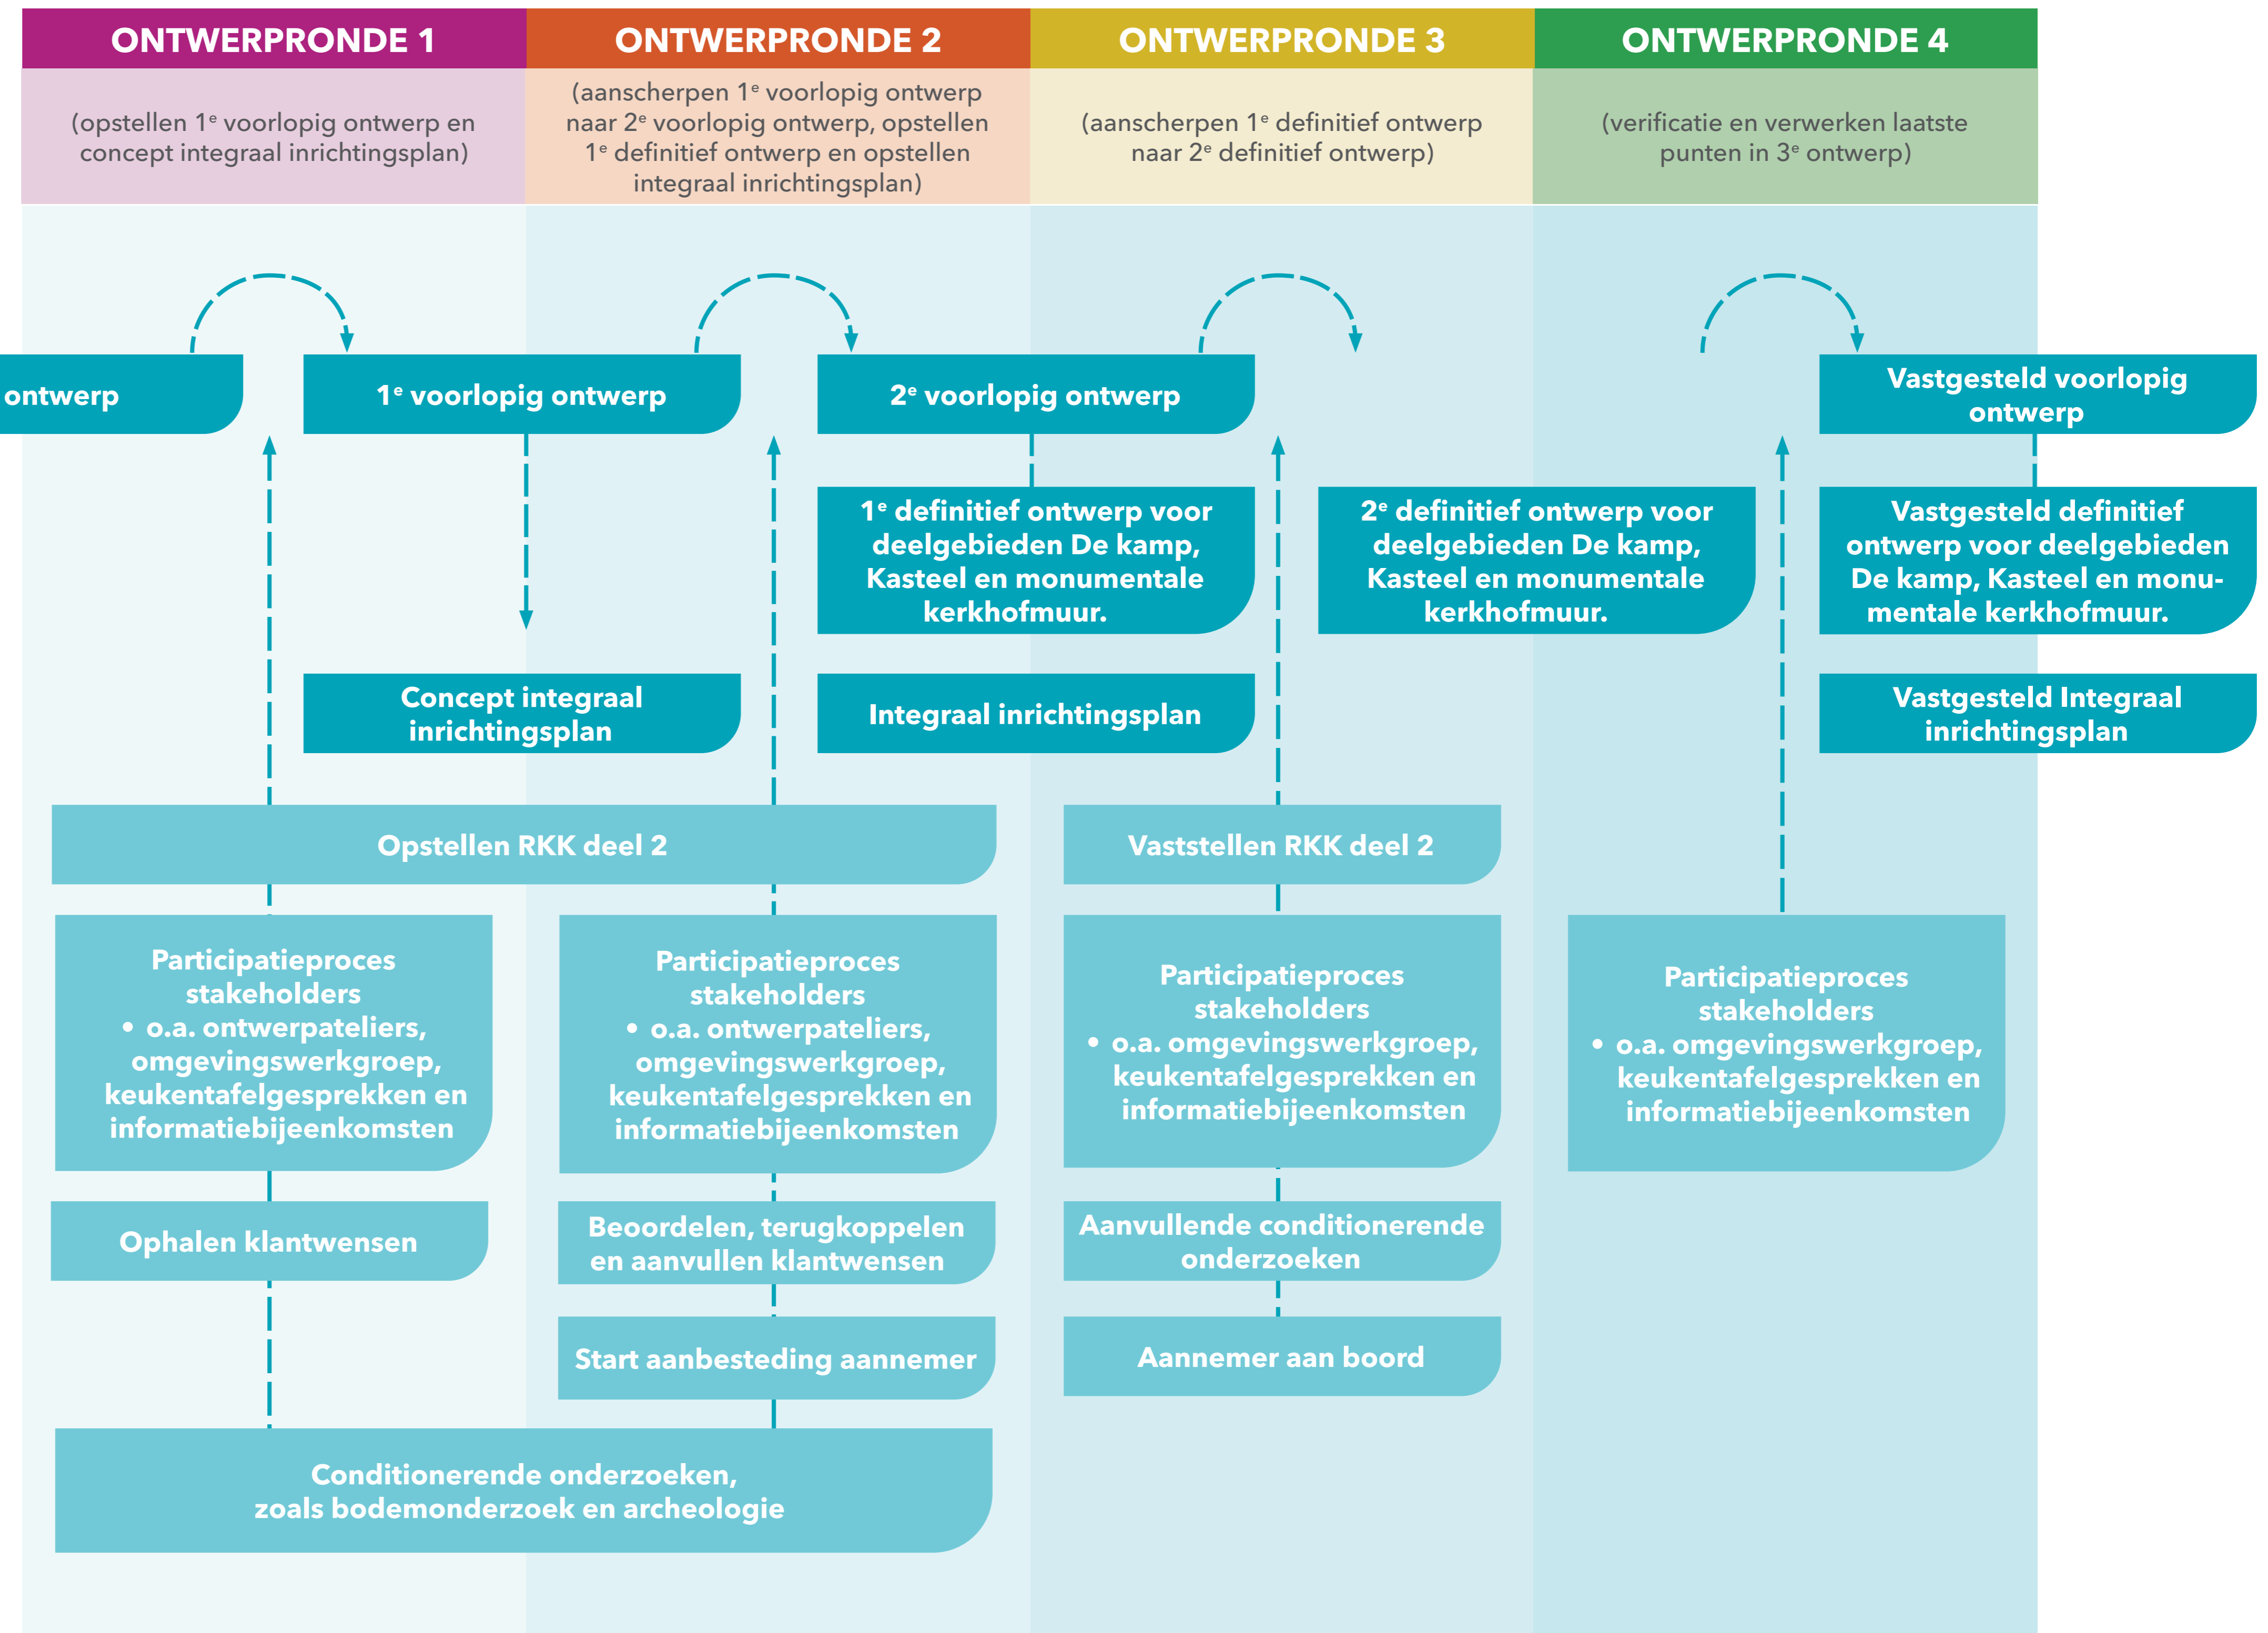 ONTWERPRONDE 1
(opstellen 1e voorlopig ontwerp en
concept integraal inrichtingsplan)
ONTWERPRONDE 2
(aanscherpen 1e voorlopig ontwerp
naar 2e voorlopig ontwerp, opstellen
1e definitief ontwerp en opstellen
integraal inrichtingsplan)
ONTWERPRONDE 3
(aanscherpen 1e definitief ontwerp
naar 2e definitief ontwerp)
ONTWERPRONDE 4
(verificatie en verwerken laatste
punten in 3e ontwerp)
ontwerp
1e voorlopig ontwerp
2e voorlopig ontwerp
Vastgesteld voorlopig
ontwerp
1e definitief ontwerp voor
deelgebieden De kamp,
Kasteel en monumentale
kerkhofmuur.
2e definitief ontwerp voor
deelgebieden De kamp,
Kasteel en monumentale
kerkhofmuur.
Vastgesteld definitief
ontwerp voor deelgebieden
De kamp, Kasteel en monu-
mentale kerkhofmuur.
Concept integraal
inrichtingsplan
Integraal inrichtingsplan
Vastgesteld Integraal
inrichtingsplan
Opstellen RKK deel 2
Vaststellen RKK deel 2
Participatieproces
stakeholders
• o.a. ontwerpateliers,
omgevingswerkgroep,
keukentafelgesprekken en
informatiebijeenkomsten
Participatieproces
stakeholders
• o.a. ontwerpateliers,
omgevingswerkgroep,
keukentafelgesprekken en
informatiebijeenkomsten
Participatieproces
stakeholders
• o.a. omgevingswerkgroep,
keukentafelgesprekken en
informatiebijeenkomsten
Participatieproces
stakeholders
• o.a. omgevingswerkgroep,
keukentafelgesprekken en
informatiebijeenkomsten
Ophalen klantwensen
Beoordelen, terugkoppelen
en aanvullen klantwensen
Aanvullende conditionerende
onderzoeken
Start aanbesteding aannemer
Aannemer aan boord
Conditionerende onderzoeken,
zoals bodemonderzoek en archeologie